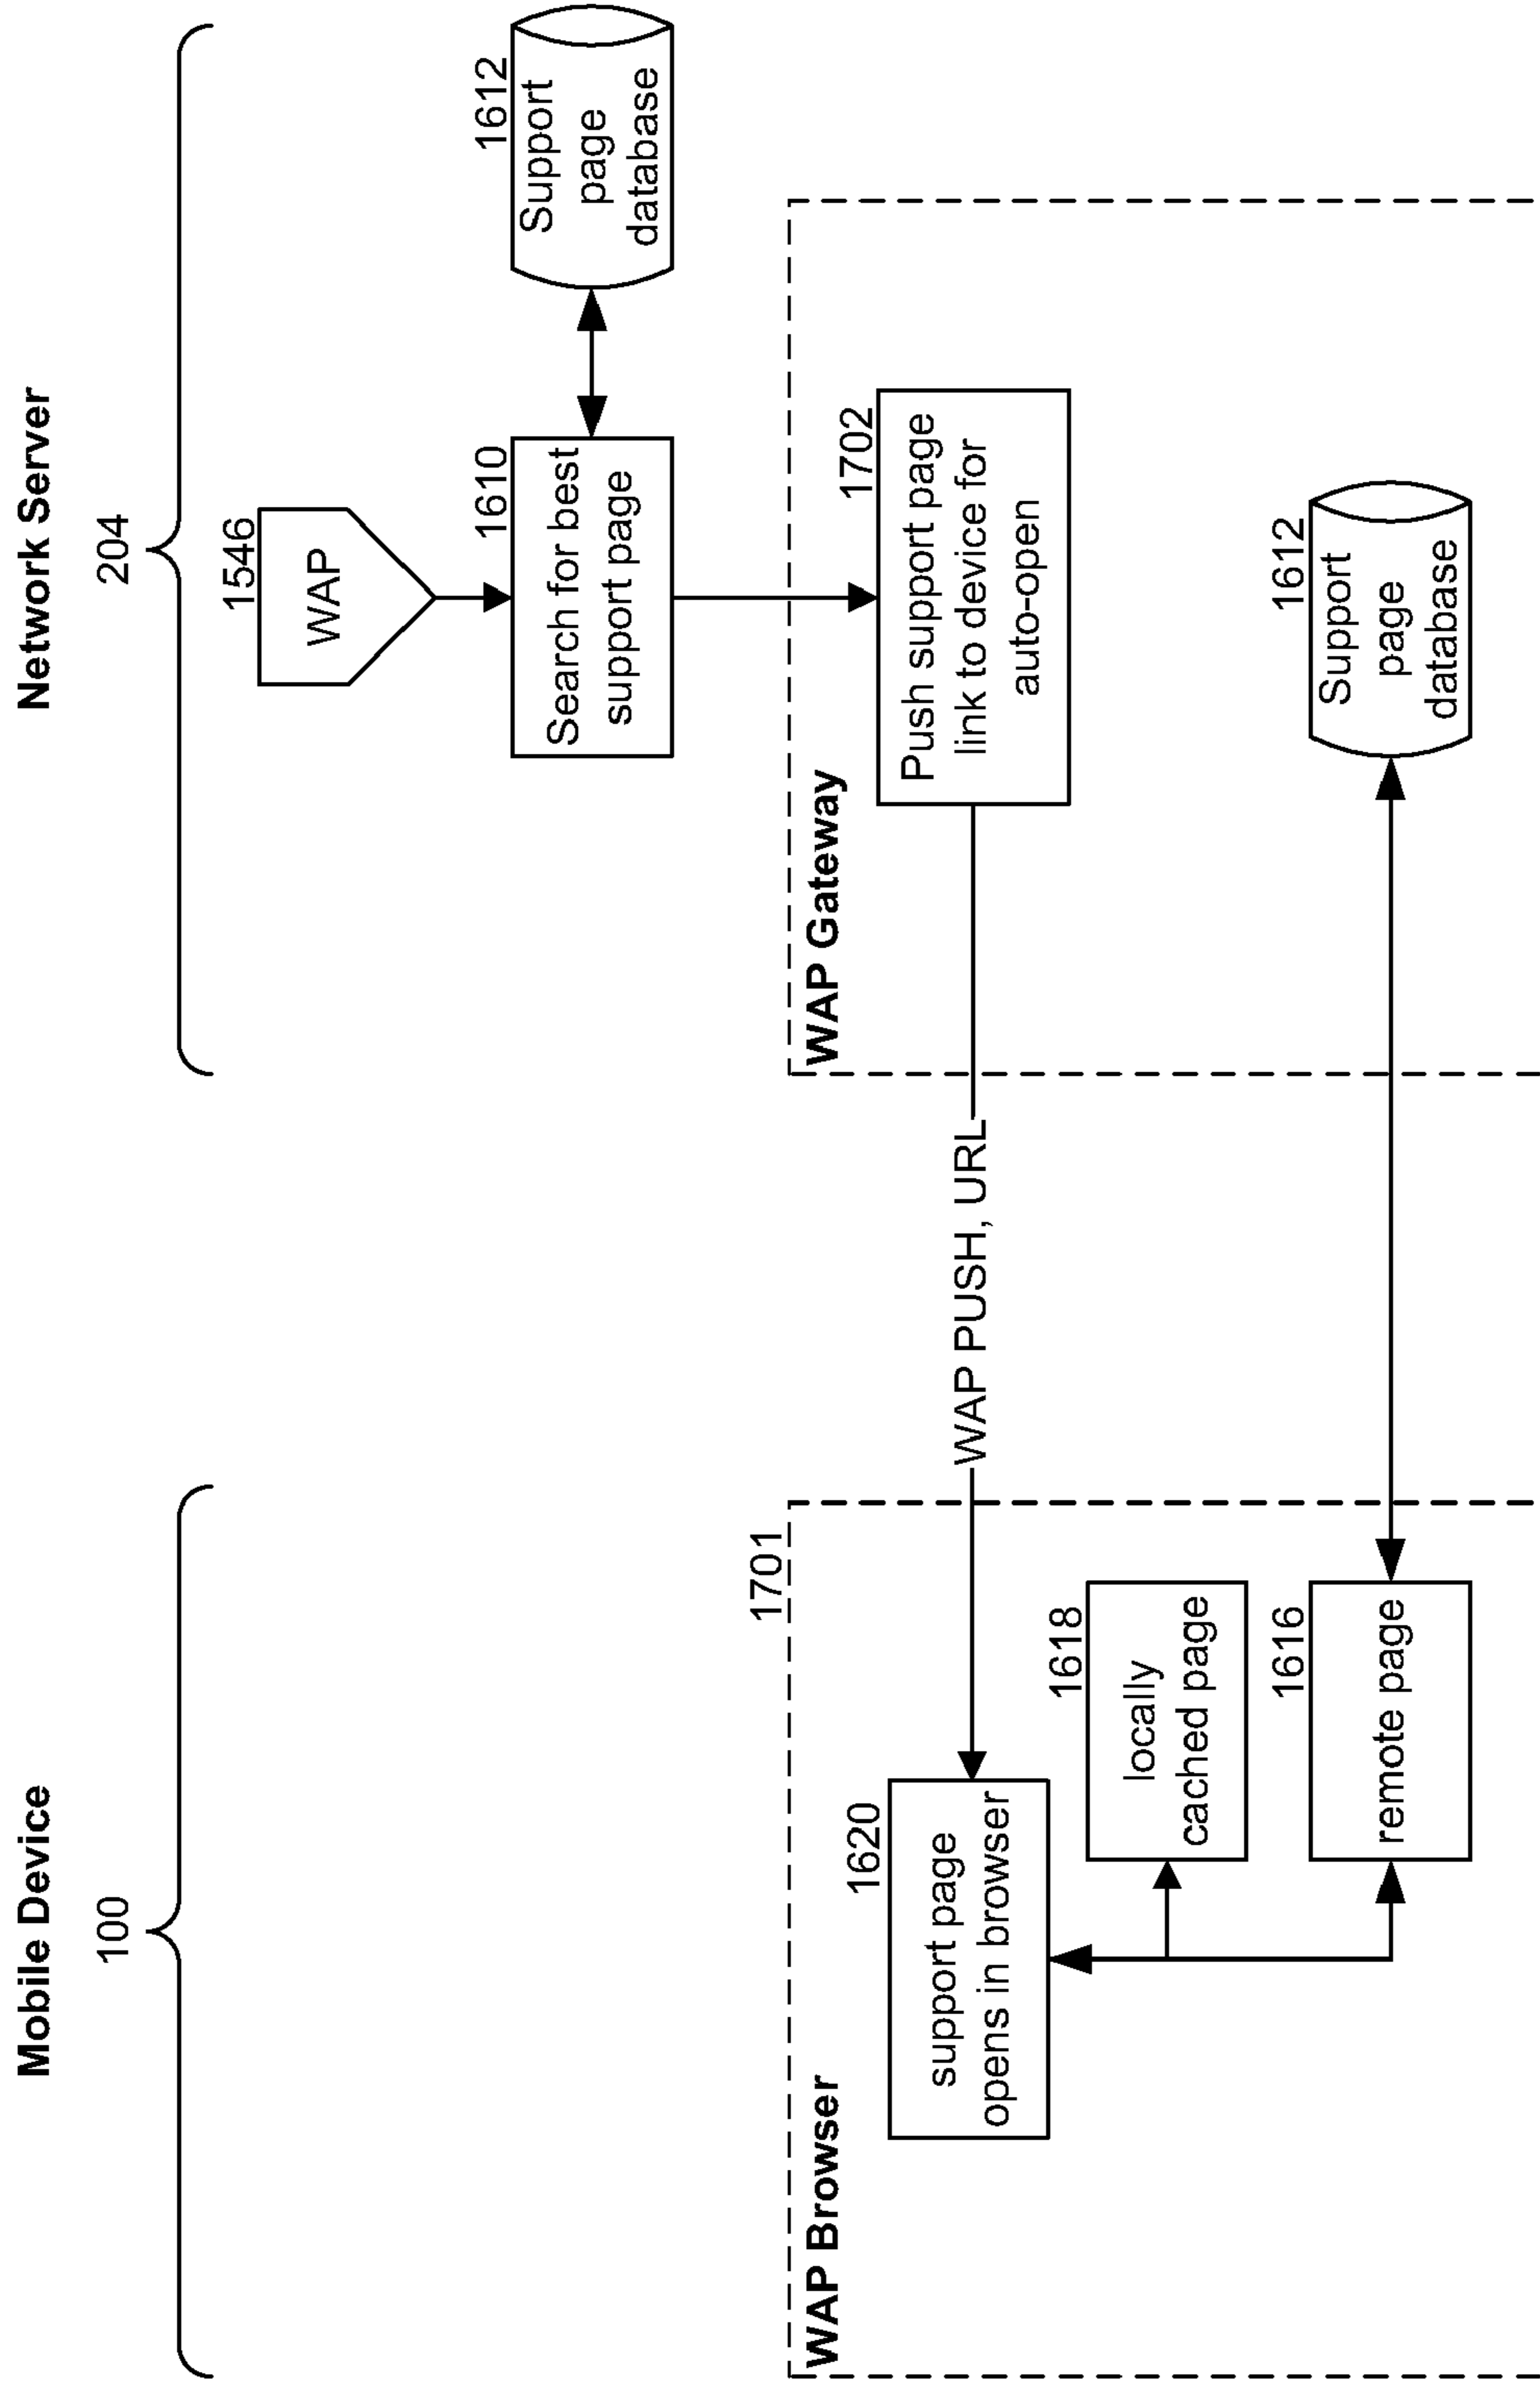 Mobile Device
Network Server
100
204
1546
WAP
1610
Search for best
support page
1612
Support
page
database
1701
WAP Browser
WAP Gateway
1620
support page
opens in browser
WAP PUSH, URL
1702
Push support page
link to device for
auto-open
1618
locally
cached page
1616
remote page
1612
Support
page
database